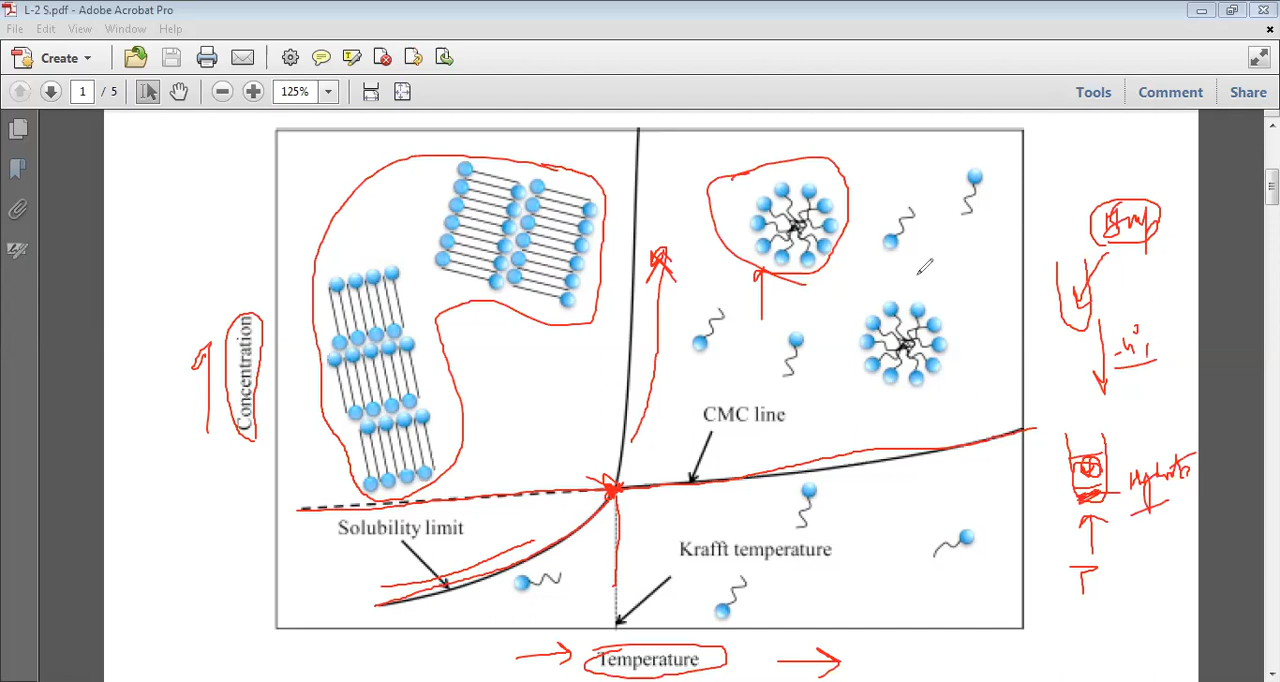 L-2 S.pdf - Adobe Acrobat Pro
File Edit View Window Help
Create
1 / 5
125%
Tools Comment Share
Concentration
CMC line
Solubility limit
Krafft temperature
Temperature
T